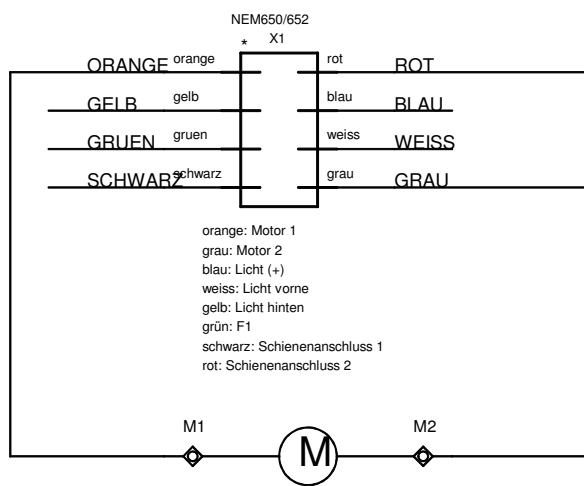 NEM650/652
* X1
ORANGE orange rot ROT
GELB gelb blau BLAU
GRUEN gruen weiss WEISS
SCHWARZ schwarz grau GRAU
orange: Motor 1
grau: Motor 2
blau: Licht (+)
weiss: Licht vorne
gelb: Licht hinten
grün: F1
schwarz: Schienenanschluss 1
rot: Schienenanschluss 2
M1 M2
M